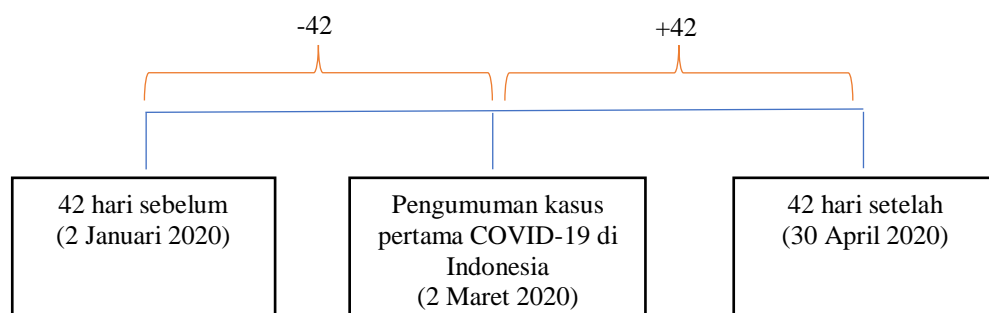 -42
+42
42 hari sebelum
(2 Januari 2020)
Pengumuman kasus
pertama COVID-19 di
Indonesia
(2 Maret 2020)
42 hari setelah
(30 April 2020)